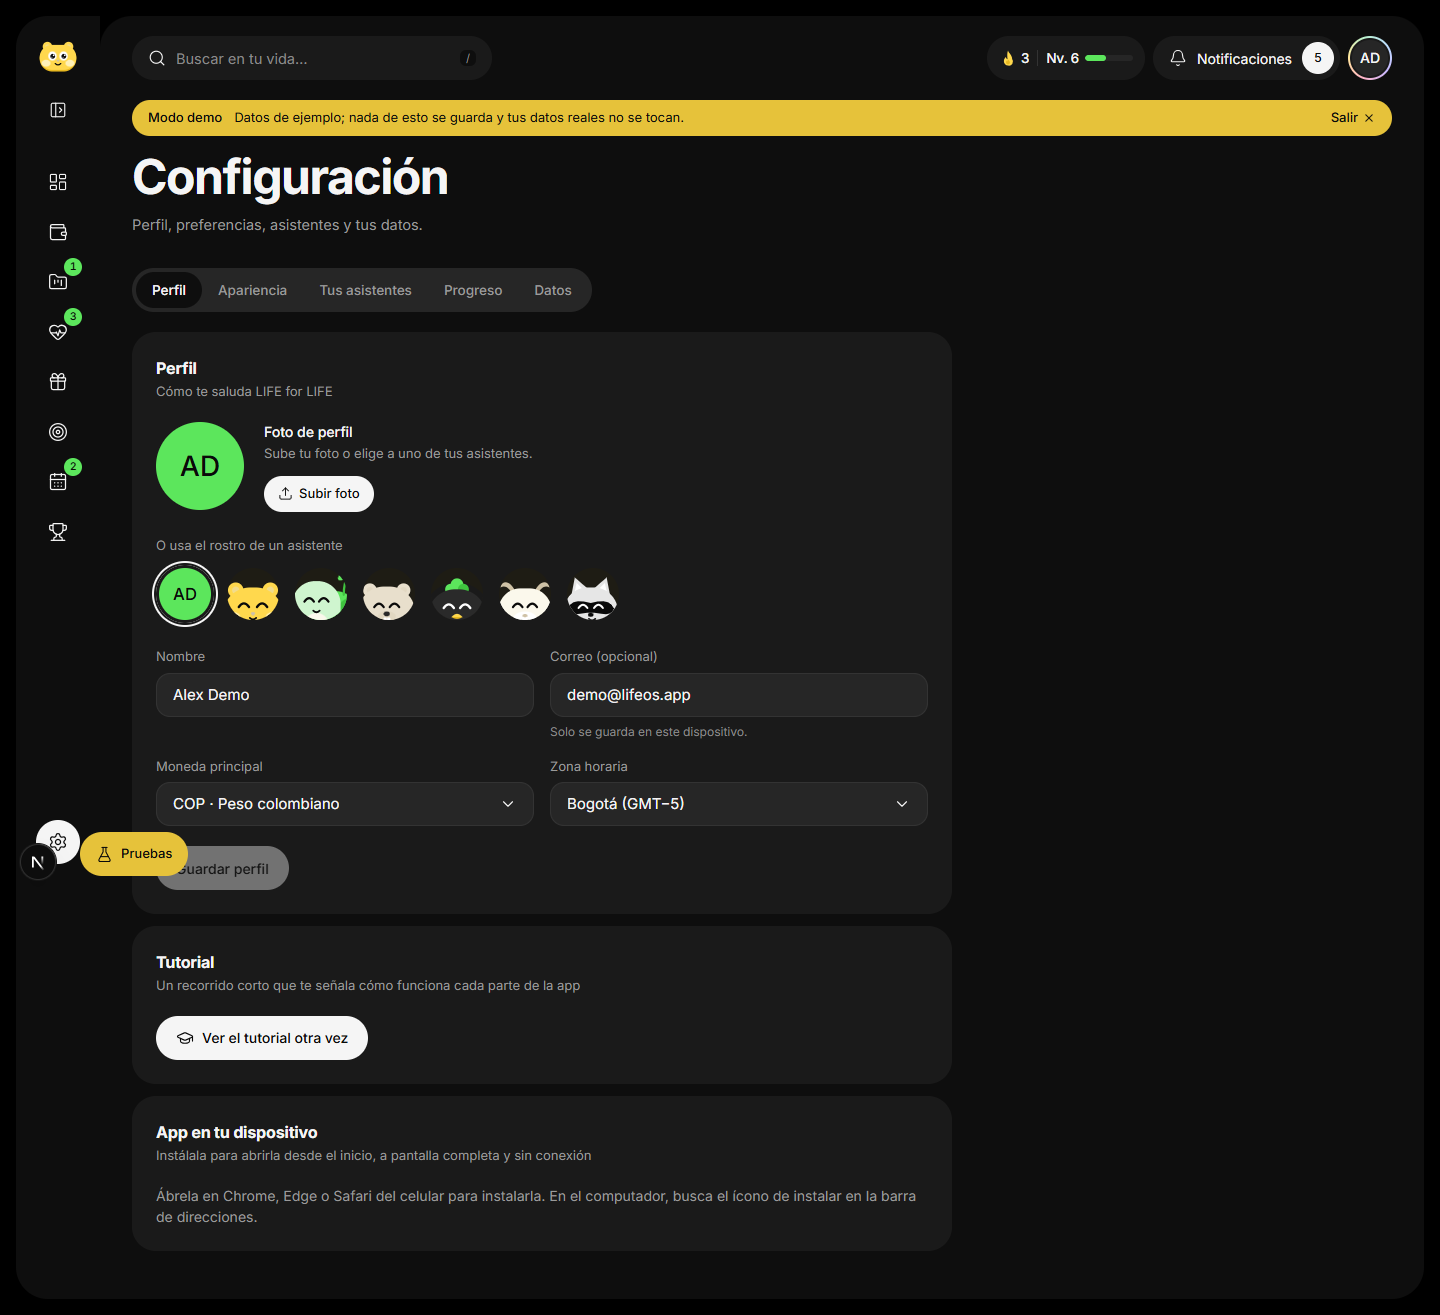 Buscar en tu vida...
/
3
Nv. 6
Notificaciones
5
AD
Modo demo Datos de ejemplo; nada de esto se guarda y tus datos reales no se tocan.
Salir
Configuración
Perfil, preferencias, asistentes y tus datos.
1
3
2
Perfil
Apariencia
Tus asistentes
Progreso
Datos
Perfil
Cómo te saluda LIFE for LIFE
AD
Foto de perfil
Sube tu foto o elige a uno de tus asistentes.
Subir foto
O usa el rostro de un asistente
AD
Nombre
Alex Demo
Correo (opcional)
demo@lifeos.app
Solo se guarda en este dispositivo.
Moneda principal
COP · Peso colombiano
Zona horaria
Bogotá (GMT−5)
N
Pruebas
Guardar perfil
Tutorial
Un recorrido corto que te señala cómo funciona cada parte de la app
Ver el tutorial otra vez
App en tu dispositivo
Instálala para abrirla desde el inicio, a pantalla completa y sin conexión
Ábrela en Chrome, Edge o Safari del celular para instalarla. En el computador, busca el ícono de instalar en la barra
de direcciones.